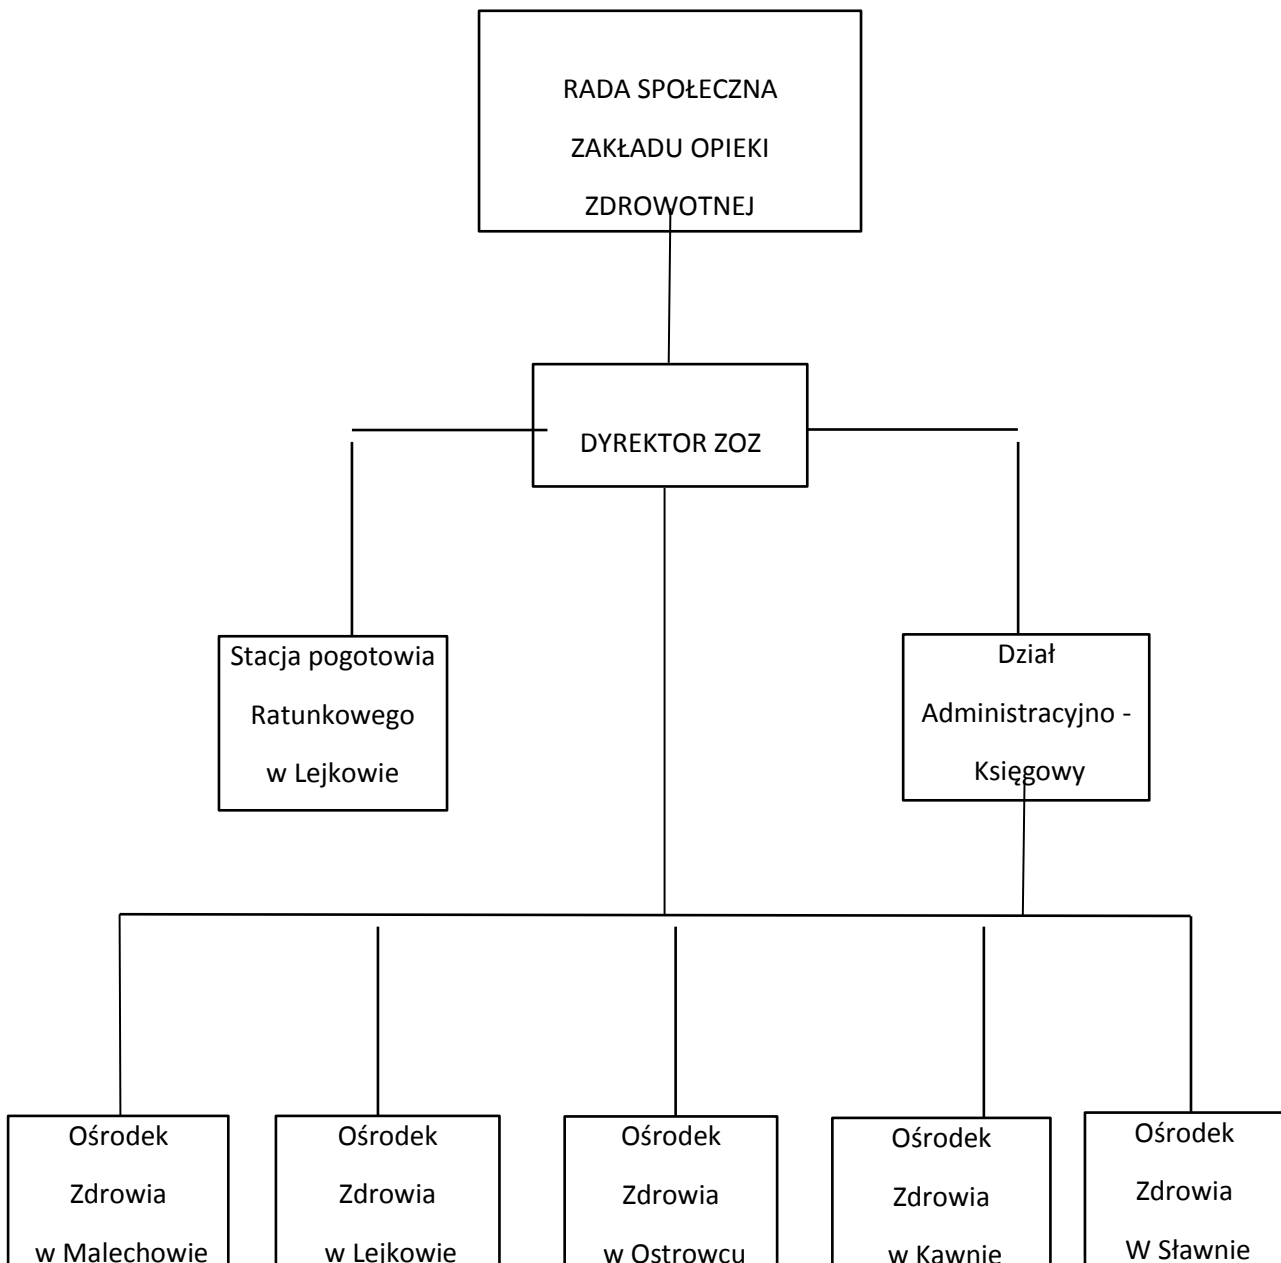 RADA SPOŁECZNA
ZAKŁADU OPIEKI
ZDROWOTNEJ
DYREKTOR ZOZ
Stacja pogotowia
Ratunkowego
w Lejkowie
Dział
Administracyjno -
Księgowy
Ośrodek
Zdrowia
w Malechowie
Ośrodek
Zdrowia
w Lejkowie
Ośrodek
Zdrowia
w Ostrowcu
Ośrodek
Zdrowia
w Kawnie
Ośrodek
Zdrowia
W Sławnie